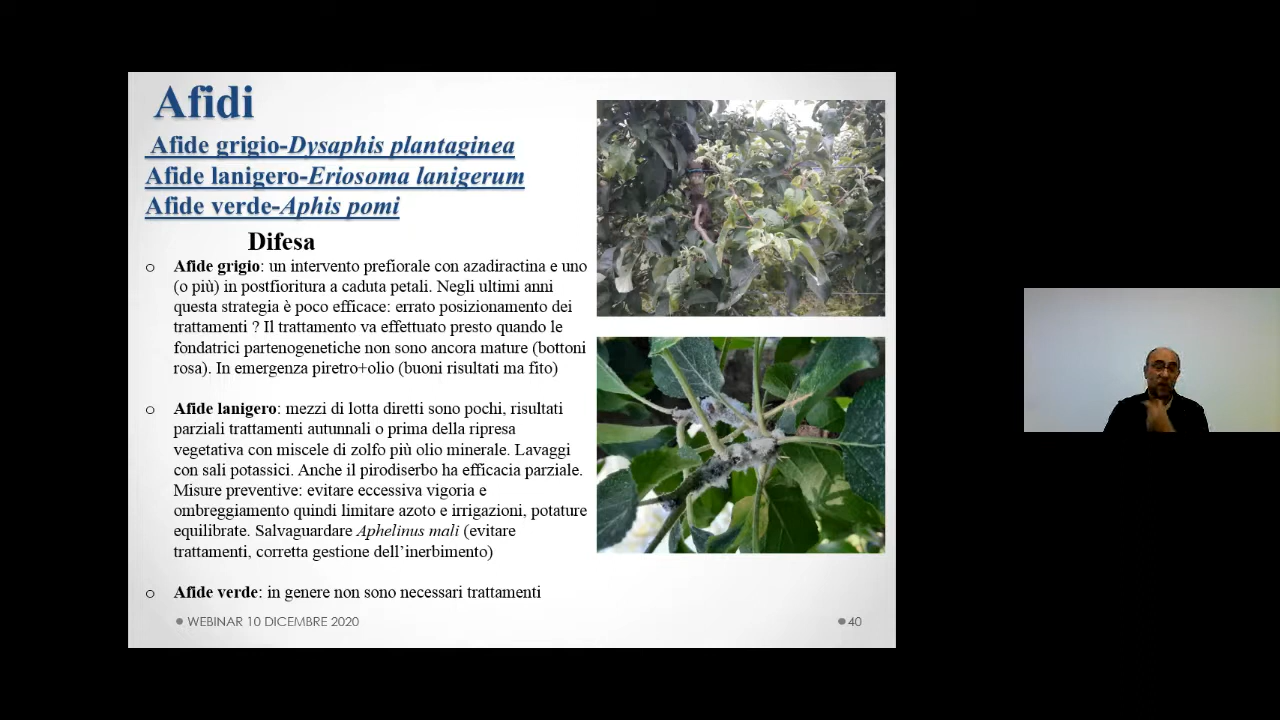 Afidi
Afide grigio-Dysaphis plantaginea
Afide lanigero-Eriosoma lanigerum
Afide verde-Aphis pomi
Difesa
o Afide grigio: un intervento prefiorale con azadiractina e uno
(o più) in postfioritura a caduta petali. Negli ultimi anni
questa strategia è poco efficace: errato posizionamento dei
trattamenti ? Il trattamento va effettuato presto quando le
fondatrici partenogenetiche non sono ancora mature (bottoni
rosa). In emergenza piretro+olio (buoni risultati ma fito)
o Afide lanigero: mezzi di lotta diretti sono pochi, risultati
parziali trattamenti autunnali o prima della ripresa
vegetativa con miscele di zolfo più olio minerale. Lavaggi
con sali potassici. Anche il pirodiserbo ha efficacia parziale.
Misure preventive: evitare eccessiva vigoria e
ombreggiamento quindi limitare azoto e irrigazioni, potature
equilibrate. Salvaguardare Aphelinus mali (evitare
trattamenti, corretta gestione dell’inerbimento)
o Afide verde: in genere non sono necessari trattamenti
● WEBINAR 10 DICEMBRE 2020
● 40